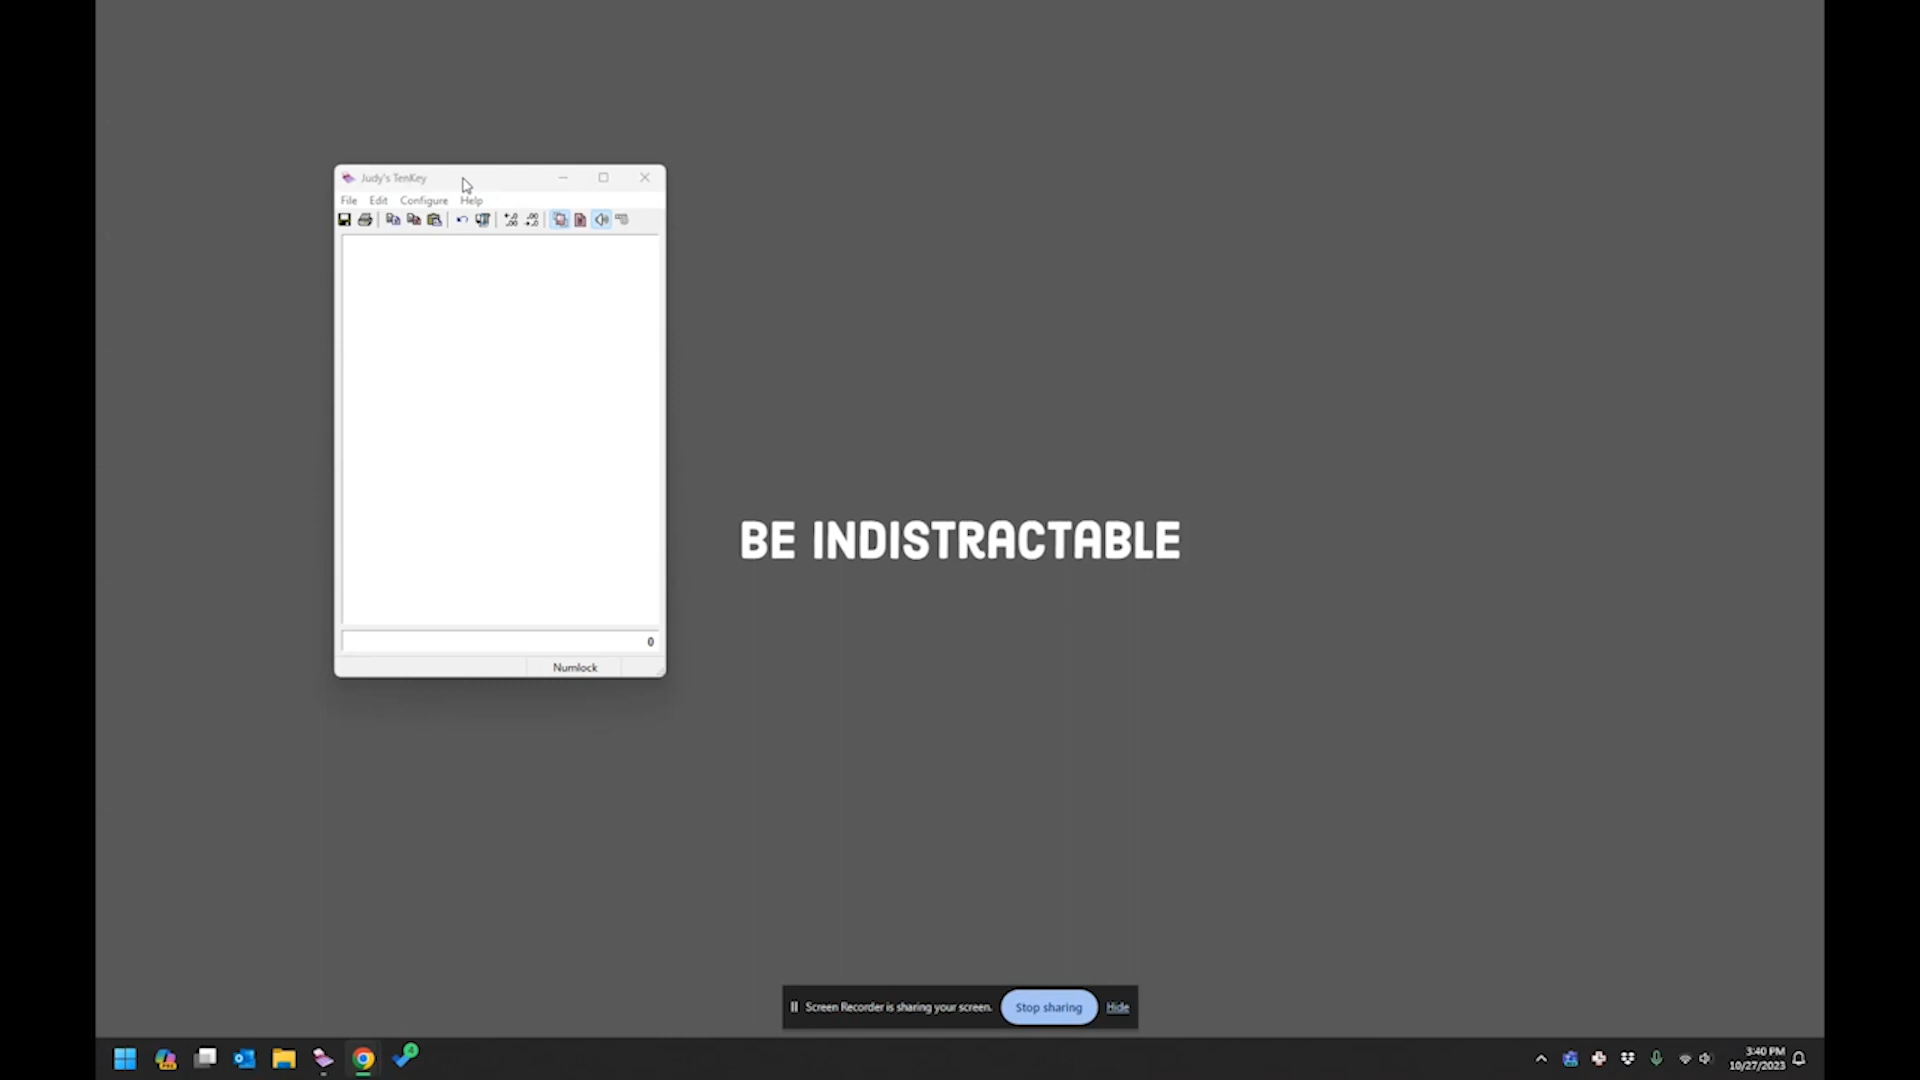 Judy's TenKey
File Edit Configure Help
0
Numlock
BE INDISTRACTABLE
Screen Recorder is sharing your screen. Stop sharing Hide
4
3:40 PM
10/27/2023